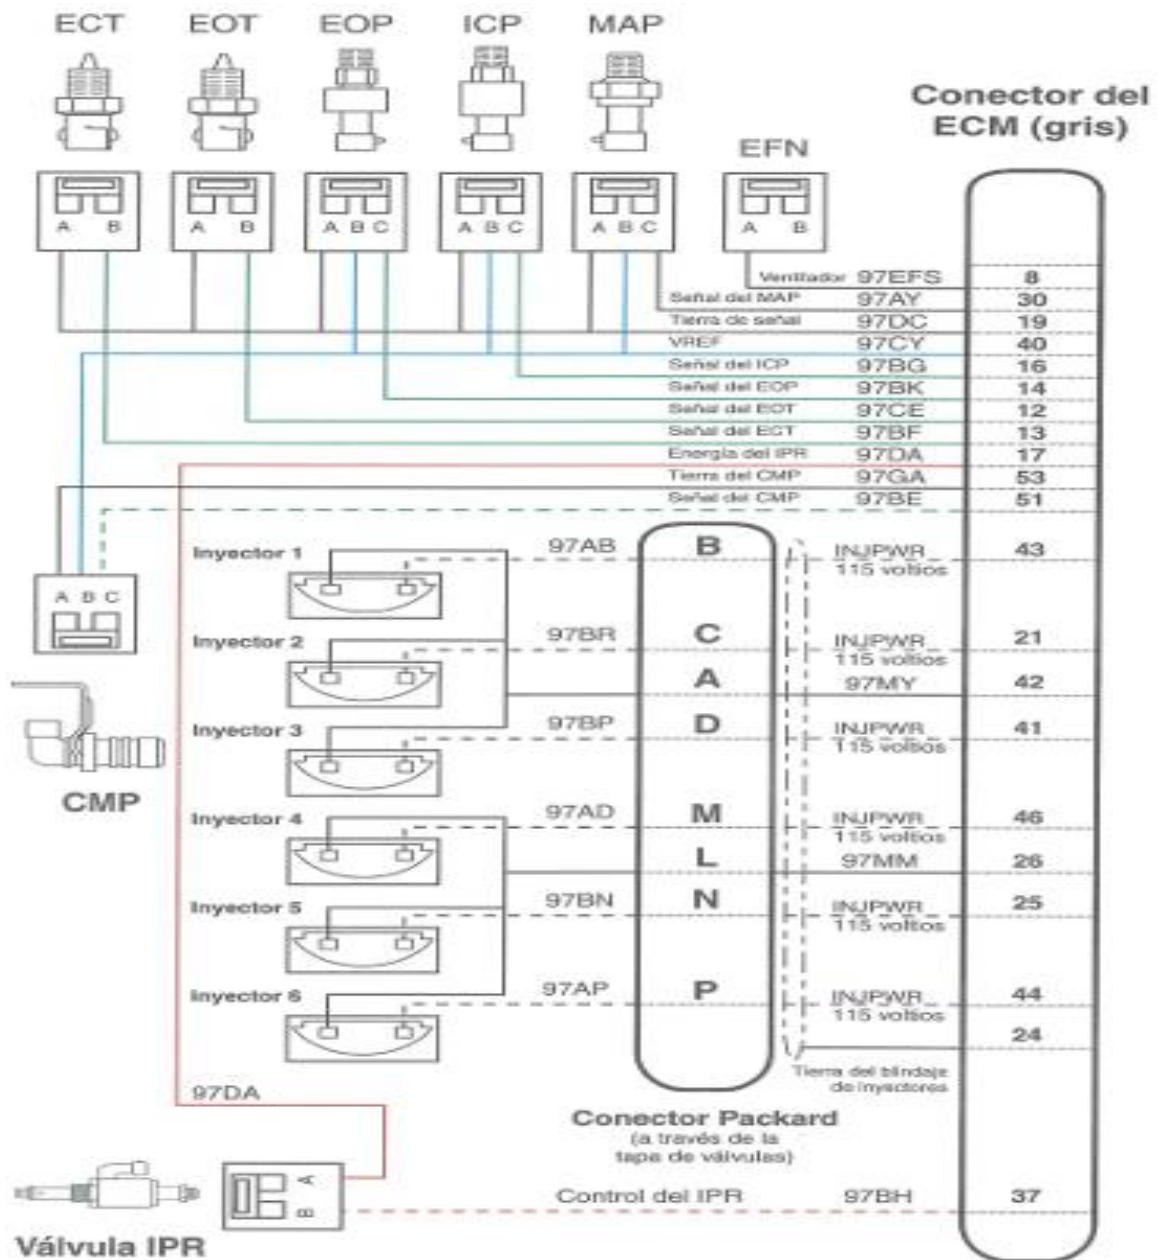 ECT EOT EOP ICP MAP
Conector del
ECM (gris)
EFN
A B A B A B C A B C A B C A B
Ventilador 97EFS 8
Señal del MAP 97AY 30
Tierra de señal 97DC 19
VREF 97CY 40
Señal del ICP 97BG 16
Señal del EOP 97BK 14
Señal del EOT 97CE 12
Señal del ECT 97BF 13
Energía del IPR 97DA 17
Tierra del CMP 97GA 53
Señal del CMP 97BE 51
Inyector 1 97AB B INJPWR 43
115 voltios
A B C
Inyector 2 97BR C INJPWR 21
115 voltios
A 97MY 42
Inyector 3 97BP D INJPWR 41
115 voltios
CMP
Inyector 4 97AD M INJPWR 46
115 voltios
L 97MM 26
Inyector 5 97BN N INJPWR 25
115 voltios
Inyector 6 97AP P INJPWR 44
115 voltios
24
Tierra del blindaje
de inyectores
97DA
Conector Packard
(a través de la
tapa de válvulas)
A
B
Control del IPR 97BH 37
Válvula IPR